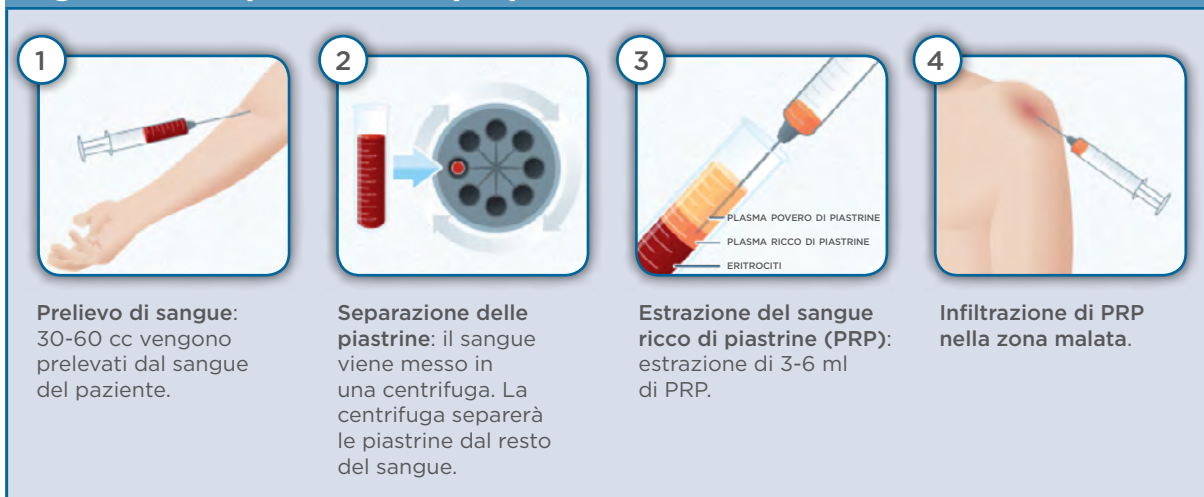 1
2
3
4
PLASMA POVERO DI PIASTRINE
PLASMA RICCO DI PIASTRINE
ERITROCITI
Prelievo di sangue:
30-60 cc vengono
prelevati dal sangue
del paziente.
Separazione delle
piastrine: il sangue
viene messo in
una centrifuga. La
centrifuga separerà
le piastrine dal resto
del sangue.
Estrazione del sangue
ricco di piastrine (PRP):
estrazione di 3-6 ml
di PRP.
Infiltrazione di PRP
nella zona malata.